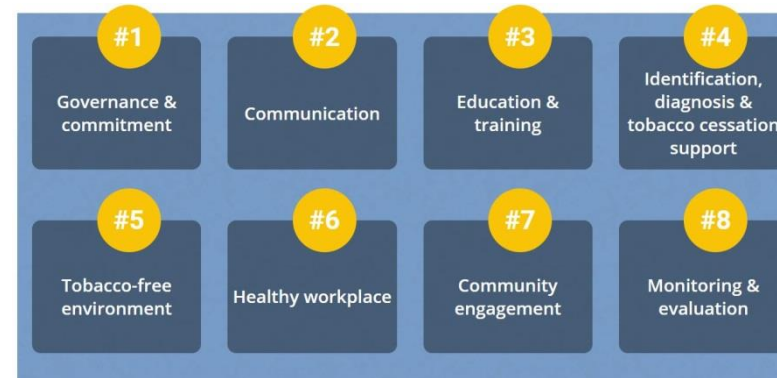 #1
Governance &
commitment
#2
Communication
#3
Education &
training
#4
Identification,
diagnosis &
tobacco cessation
support
#5
Tobacco-free
environment
#6
Healthy workplace
#7
Community
engagement
#8
Monitoring &
evaluation